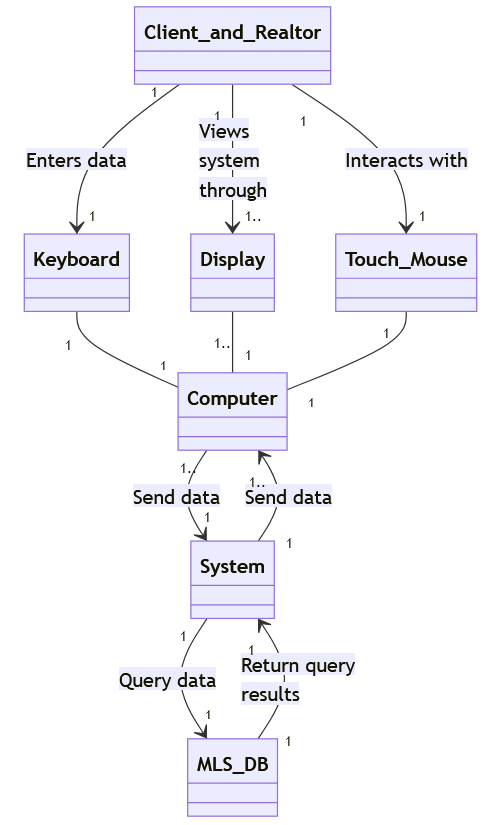 Client_and_Realtor
1
1
1
Enters data
Views
system
through
Interacts with
1
1..
1
Keyboard
Display
Touch_Mouse
1
1..
1
1
1
1
Computer
1..
1..
Send data
Send data
1
1
System
1
1
Query data
Return query
results
1
1
MLS_DB